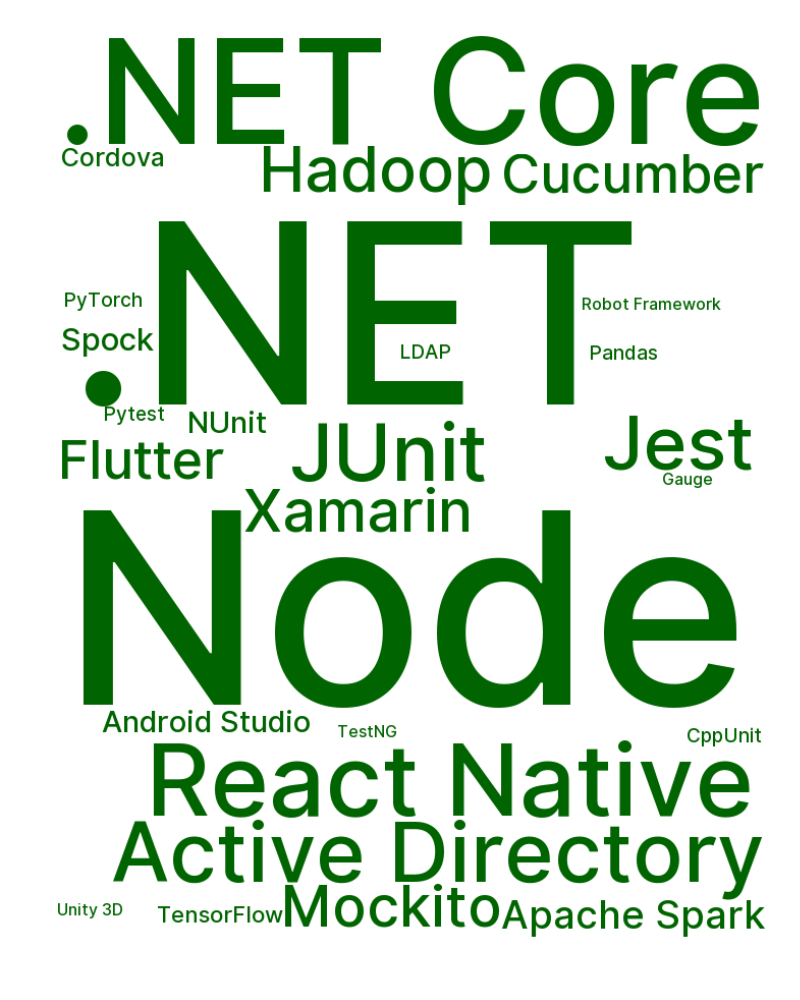 .NET Core
Cordova
Hadoop
Cucumber
.NET
PyTorch
Robot Framework
Spock
LDAP
Pandas
Pytest
NUnit
JUnit
Jest
Flutter
Gauge
Xamarin
Node
Android Studio
TestNG
CppUnit
React Native
Active Directory
Mockito
Unity 3D
TensorFlow
Apache Spark